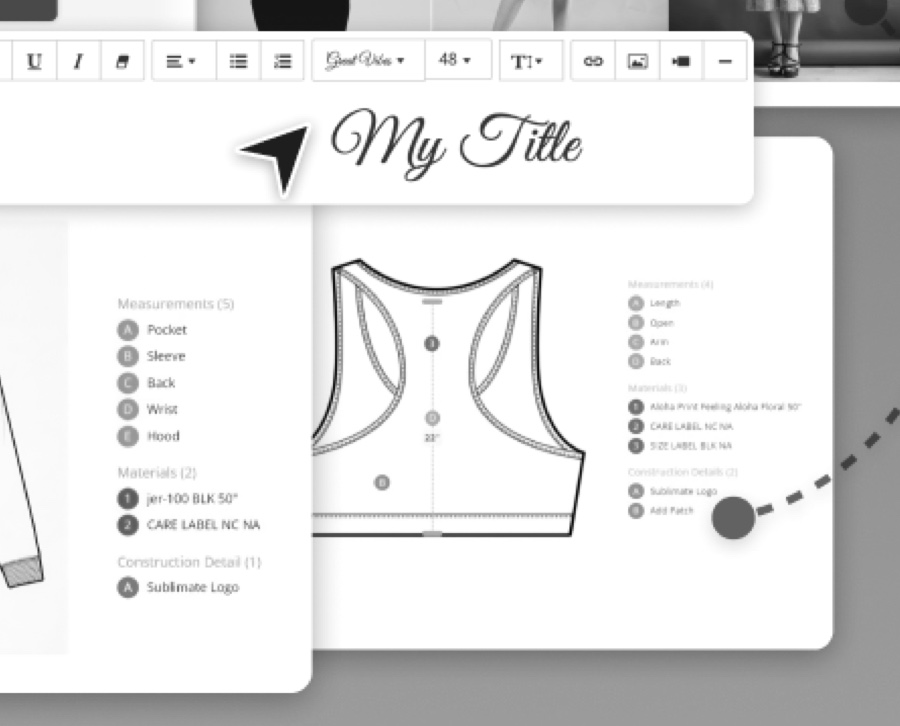 U I Great Vibes 48 T
My Title
Measurements (5)
A Pocket
B Sleeve
C Back
D Wrist
E Hood
Materials (2)
1 jer-100 BLK 50"
2 CARE LABEL NC NA
Construction Detail (1)
A Sublimate Logo
3
D
22"
B
Measurements (4)
A Length
B Open
C Arm
D Back
Materials (3)
1 Aloha Print Feeling Aloha Floral 50"
2 CARE LABEL NC NA
3 SIZE LABEL BLK NA
Construction Details (2)
A Sublimate Logo
B Add Patch